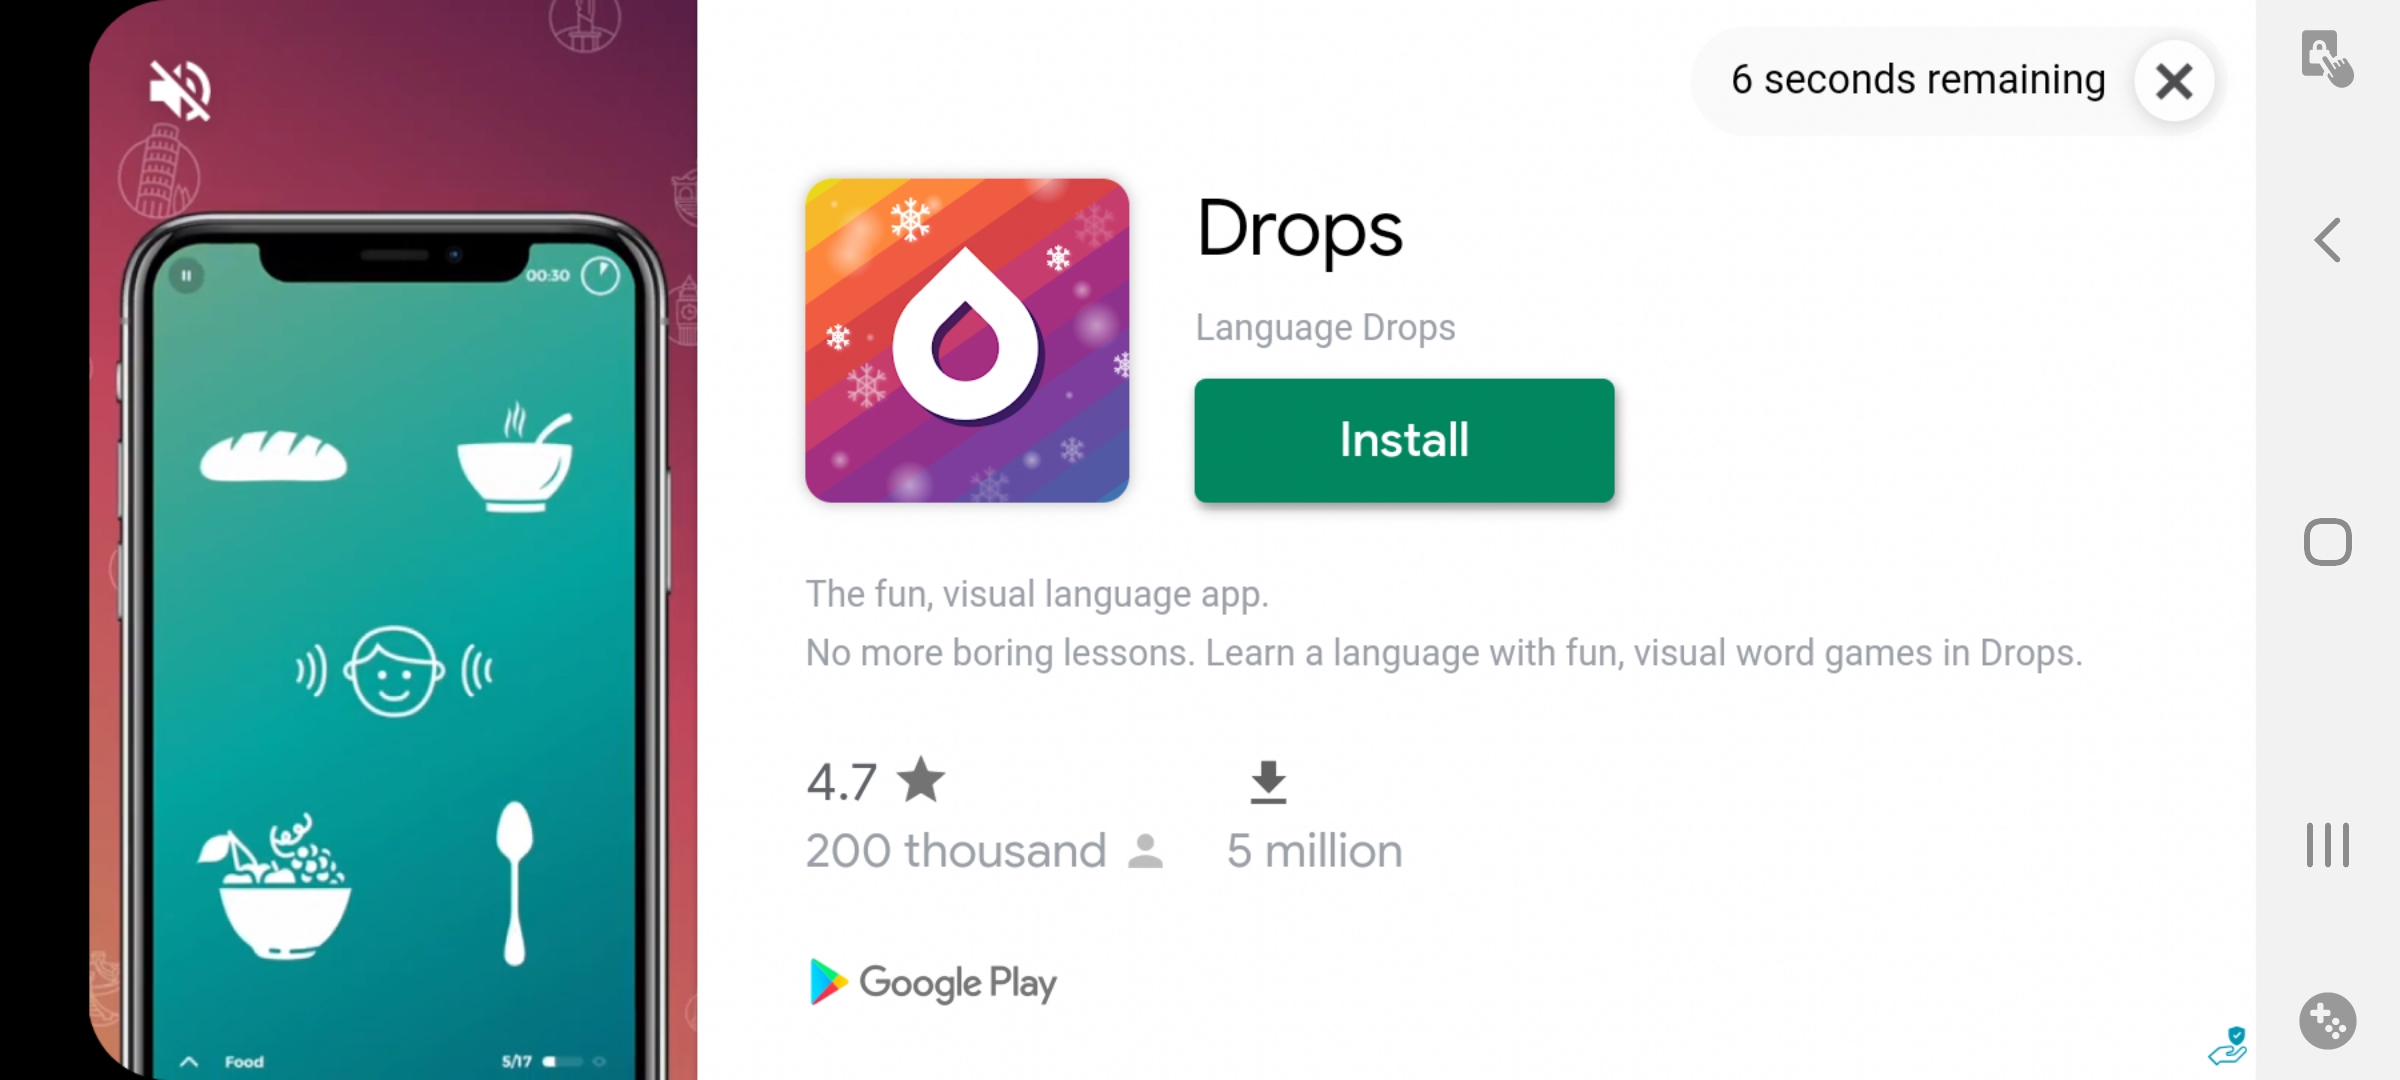 6 seconds remaining
00:30
Drops
Language Drops
Install
The fun, visual language app.
No more boring lessons. Learn a language with fun, visual word games in Drops.
4.7
200 thousand
5 million
Google Play
Food
5/17